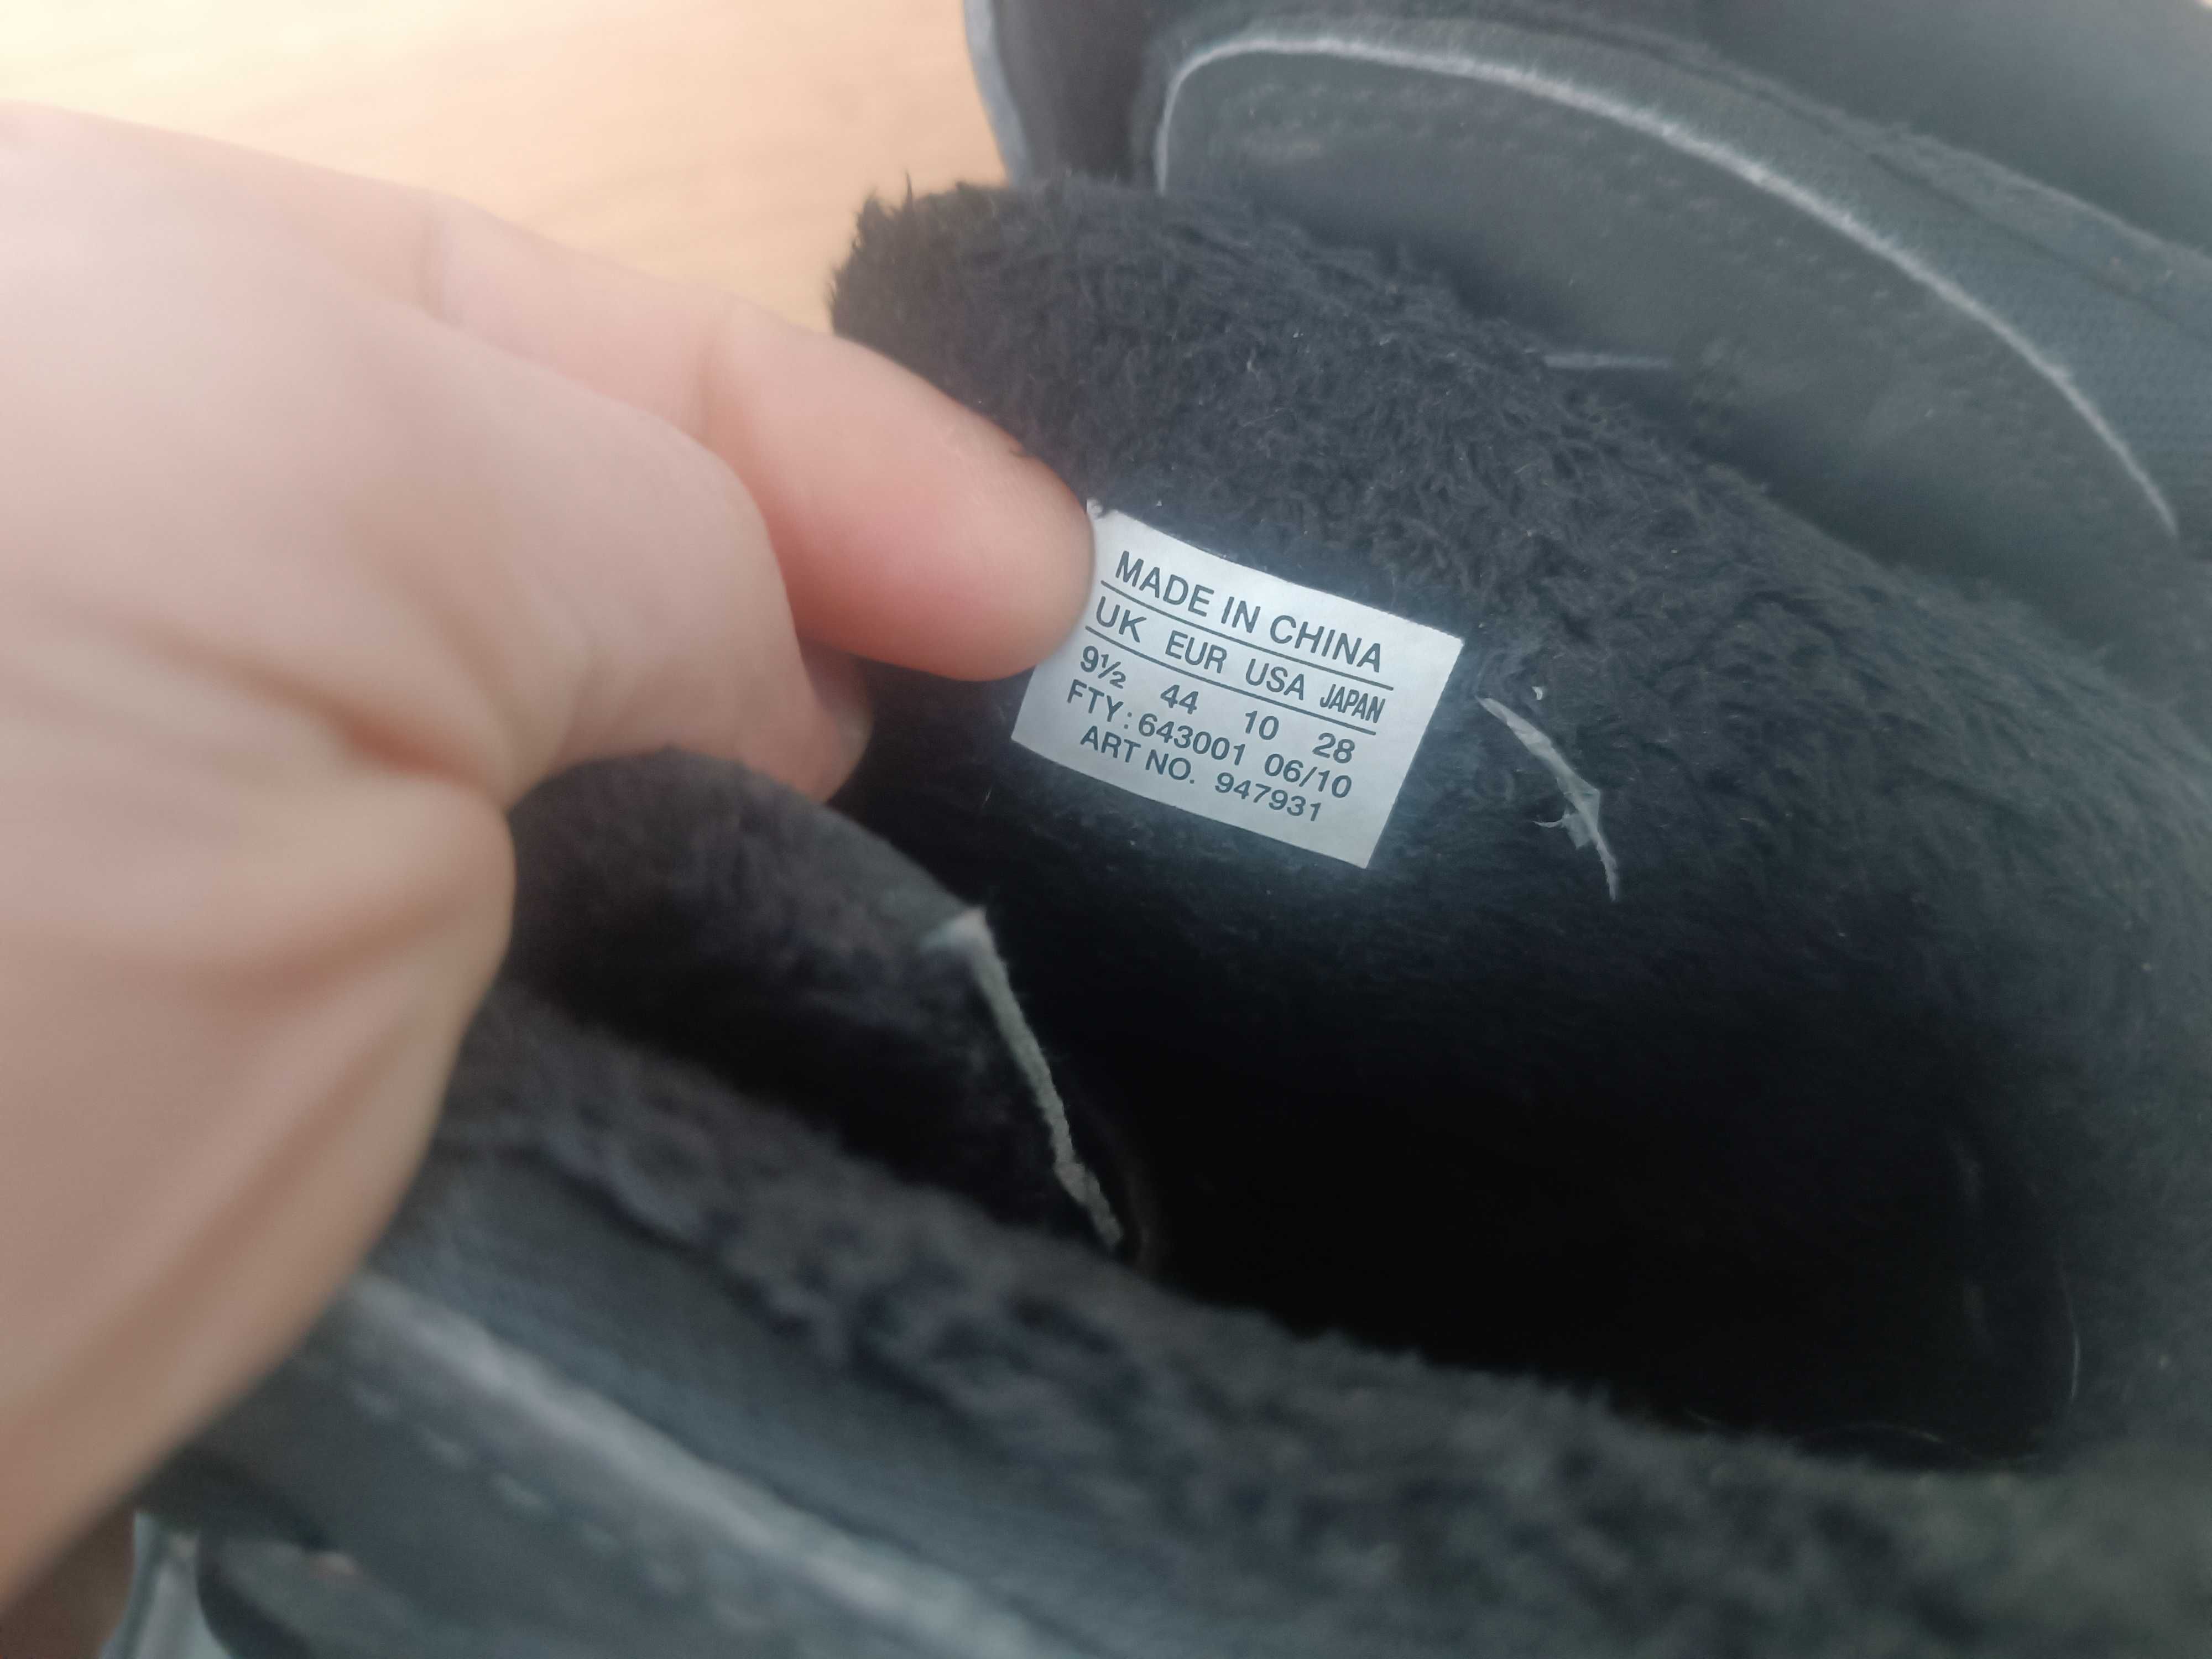 MADE IN CHINA
UK EUR USA JAPAN
9½ 44 10 28
FTY: 643001 06/10
ART NO. 947931